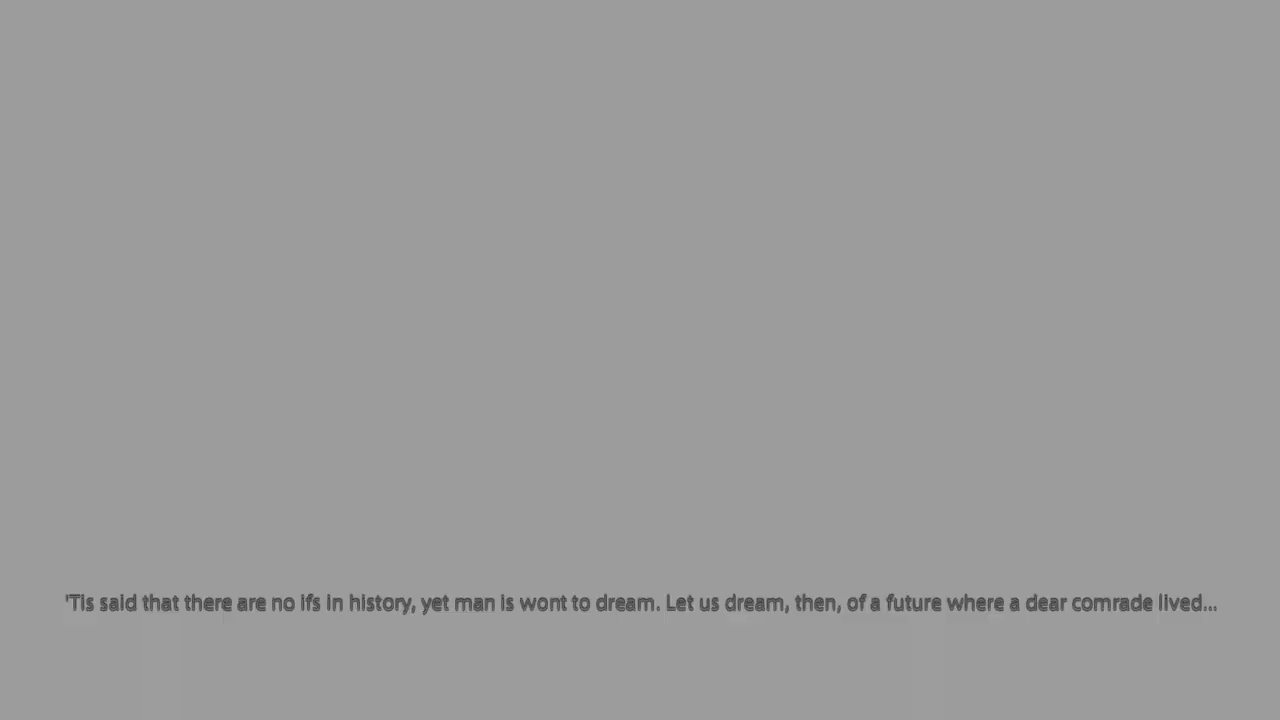 'Tis said that there are no ifs in history, yet man is wont to dream. Let us dream, then, of a future where a dear comrade lived...